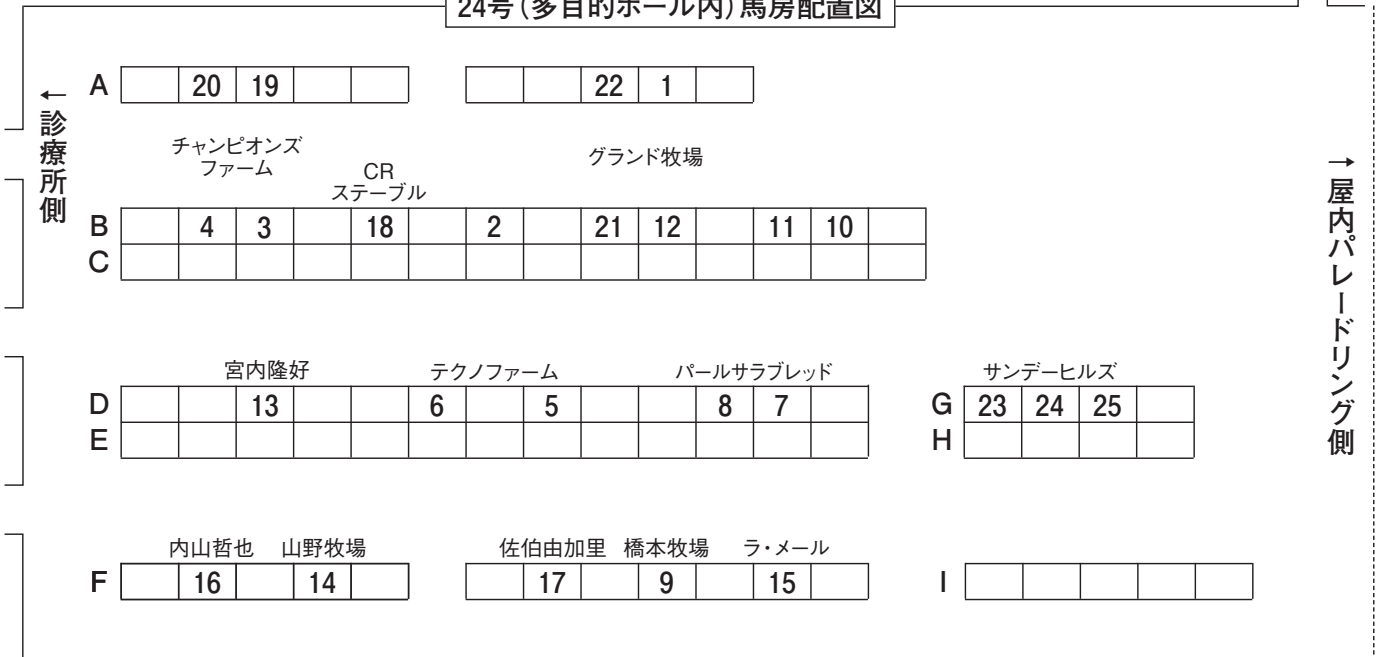 24号(多目的ホール内)馬房配置図
←診療所側
→屋内パレードリング側
A 20 19 22 1
チャンピオンズ
ファーム
CR
ステーブル
グランド牧場
B 4 3 18 2 21 12 11 10
C
宮内隆好 テクノファーム パールサラブレッド サンデーヒルズ
D 13 6 5 8 7 G 23 24 25
E H
内山哲也 山野牧場 佐伯由加里 橋本牧場 ラ・メール
F 16 14 17 9 15 I